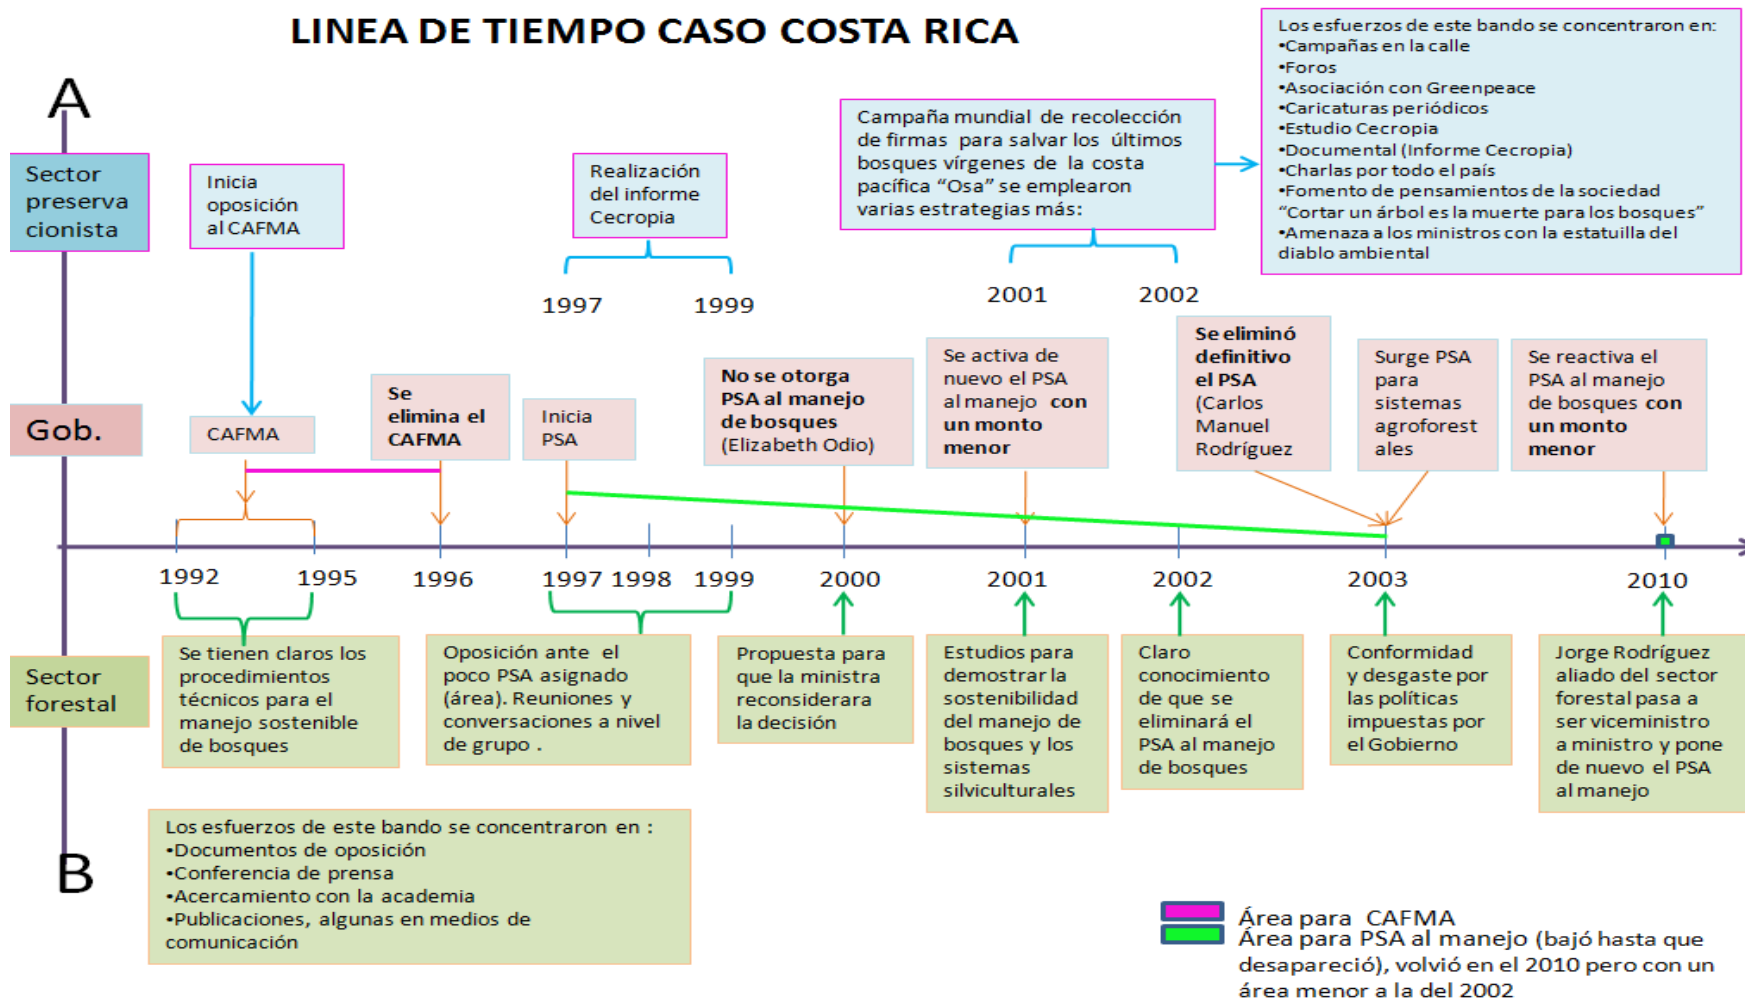 LINEA DE TIEMPO CASO COSTA RICA
A
Sector
preserva
cionista
Inicia
oposición
al CAFMA
Realización
del informe
Cecropia
1997
1999
Campaña mundial de recolección
de firmas para salvar los últimos
bosques vírgenes de la costa
pacífica “Osa” se emplearon
varias estrategias más:
2001
2002
Los esfuerzos de este bando se concentraron en:
•Campañas en la calle
•Foros
•Asociación con Greenpeace
•Caricaturas periódicos
•Estudio Cecropia
•Documental (Informe Cecropia)
•Charlas por todo el país
•Fomento de pensamientos de la sociedad
“Cortar un árbol es la muerte para los bosques”
•Amenaza a los ministros con la estatuilla del
diablo ambiental
Gob.
CAFMA
Se
elimina el
CAFMA
Inicia
PSA
No se otorga
PSA al manejo
de bosques
(Elizabeth Odio)
Se activa de
nuevo el PSA
al manejo con
un monto
menor
Se eliminó
definitivo
el PSA
(Carlos
Manuel
Rodríguez
Surge PSA
para
sistemas
agroforest
ales
Se reactiva el
PSA al manejo
de bosques con
un monto
menor
1992
1995
1996
1997
1998
1999
2000
2001
2002
2003
2010
Sector
forestal
Se tienen claros los
procedimientos
técnicos para el
manejo sostenible
de bosques
Oposición ante el
poco PSA asignado
(área). Reuniones y
conversaciones a nivel
de grupo .
Propuesta para
que la ministra
reconsiderara
la decisión
Estudios para
demostrar la
sostenibilidad
del manejo de
bosques y los
sistemas
silviculturales
Claro
conocimiento
de que se
eliminará el
PSA al manejo
de bosques
Conformidad
y desgaste por
las políticas
impuestas por
el Gobierno
Jorge Rodríguez
aliado del sector
forestal pasa a
ser viceministro
a ministro y pone
de nuevo el PSA
al manejo
B
Los esfuerzos de este bando se concentraron en :
•Documentos de oposición
•Conferencia de prensa
•Acercamiento con la academia
•Publicaciones, algunas en medios de
comunicación
Área para CAFMA
Área para PSA al manejo (bajó hasta que
desapareció), volvió en el 2010 pero con un
área menor a la del 2002